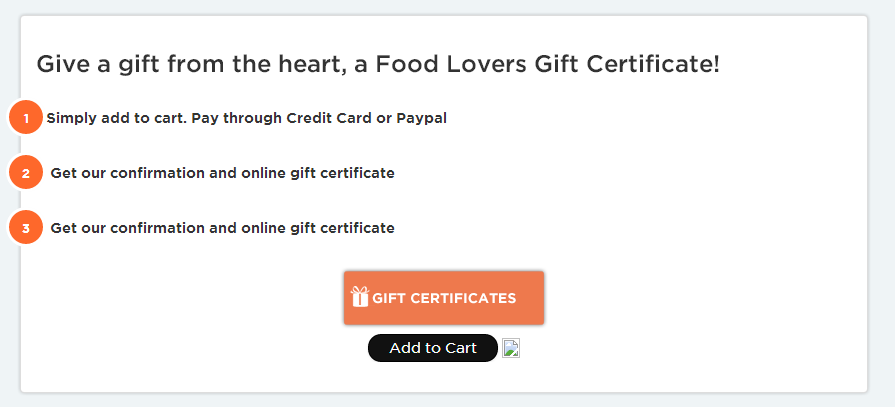 Give a gift from the heart, a Food Lovers Gift Certificate!
1 Simply add to cart. Pay through Credit Card or Paypal
2 Get our confirmation and online gift certificate
3 Get our confirmation and online gift certificate
GIFT CERTIFICATES
Add to Cart